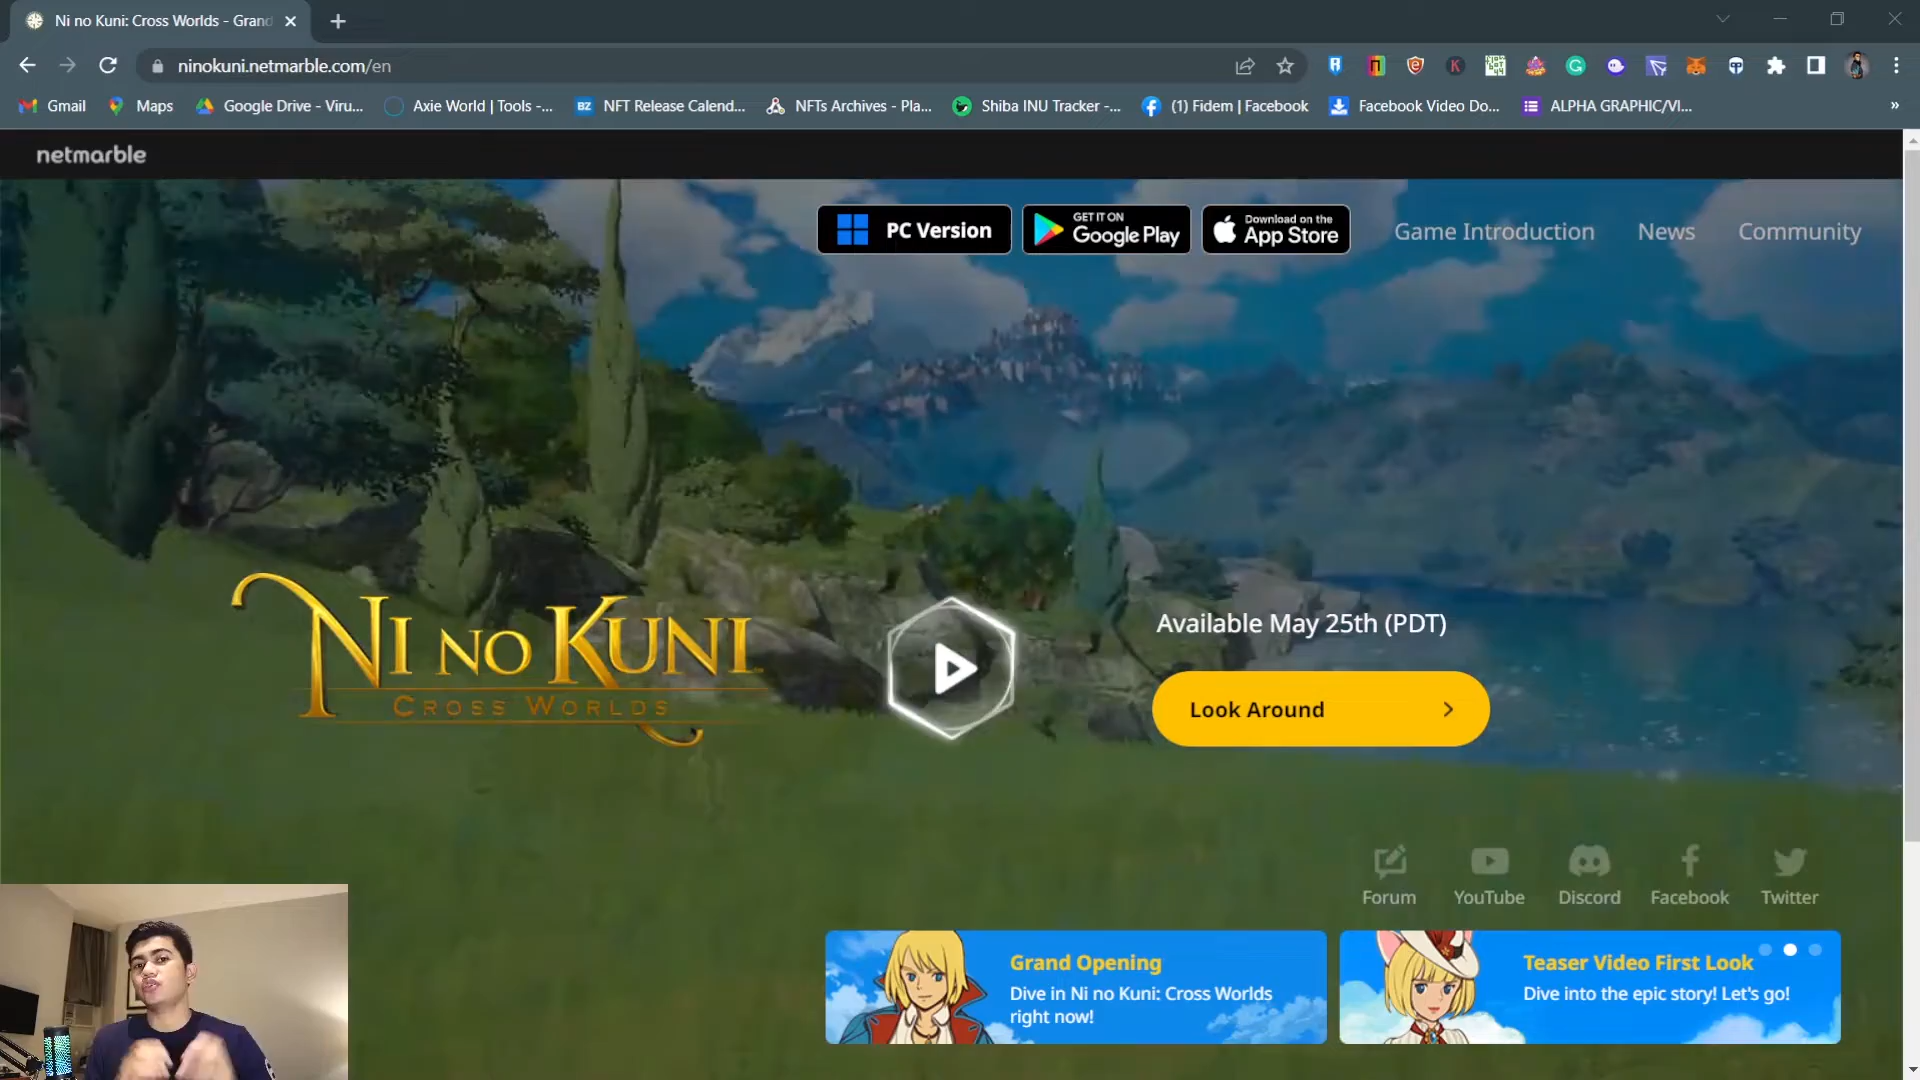 Ni no Kuni: Cross Worlds - Grand
ninokuni.netmarble.com/en
Gmail
Maps
Google Drive - Viru...
Axie World | Tools -...
BZ
NFT Release Calend...
NFTs Archives - Pla...
Shiba INU Tracker -...
(1) Fidem | Facebook
Facebook Video Do...
ALPHA GRAPHIC/VI...
»
netmarble
PC Version
GET IT ON
Google Play
Download on the
App Store
Game Introduction
News
Community
NI NO KUNI
CROSS WORLDS
Available May 25th (PDT)
Look Around
Forum
YouTube
Discord
Facebook
Twitter
Grand Opening
Dive in Ni no Kuni: Cross Worlds
right now!
Teaser Video First Look
Dive into the epic story! Let's go!